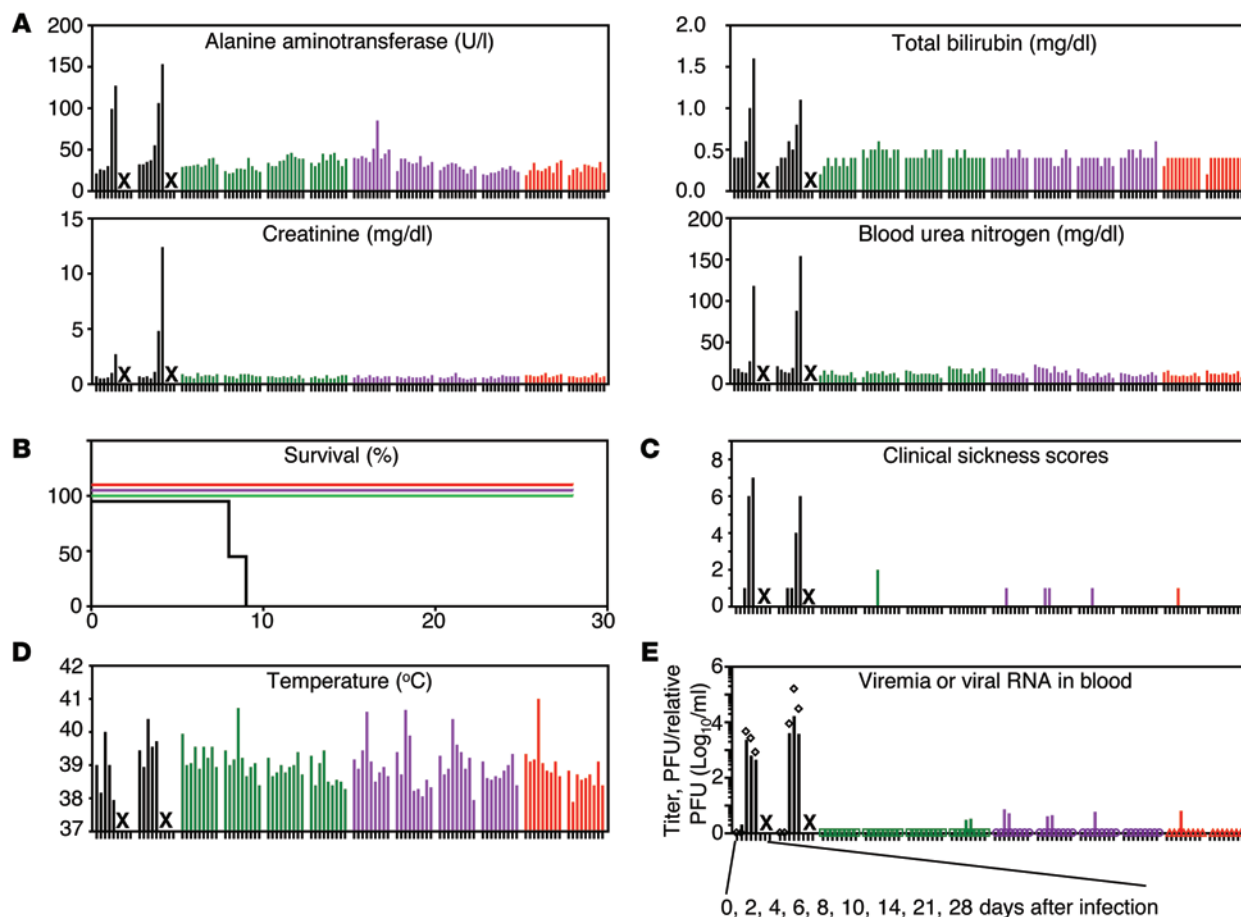 A
Alanine aminotransferase (U/l)
200
150
100
50
0
X X
Total bilirubin (mg/dl)
2.0
1.5
1.0
0.5
0.0
X X
Creatinine (mg/dl)
15
10
5
0
X X
Blood urea nitrogen (mg/dl)
200
150
100
50
0
X X
B
Survival (%)
100
50
0
0 10 20 30
C
Clinical sickness scores
8
6
4
2
0
X X
D
Temperature (ºC)
42
41
40
39
38
37
X X
E
Viremia or viral RNA in blood
Titer, PFU/relative
PFU (Log10/ml)
6
4
2
0
X X
0, 2, 4, 6, 8, 10, 14, 21, 28 days after infection